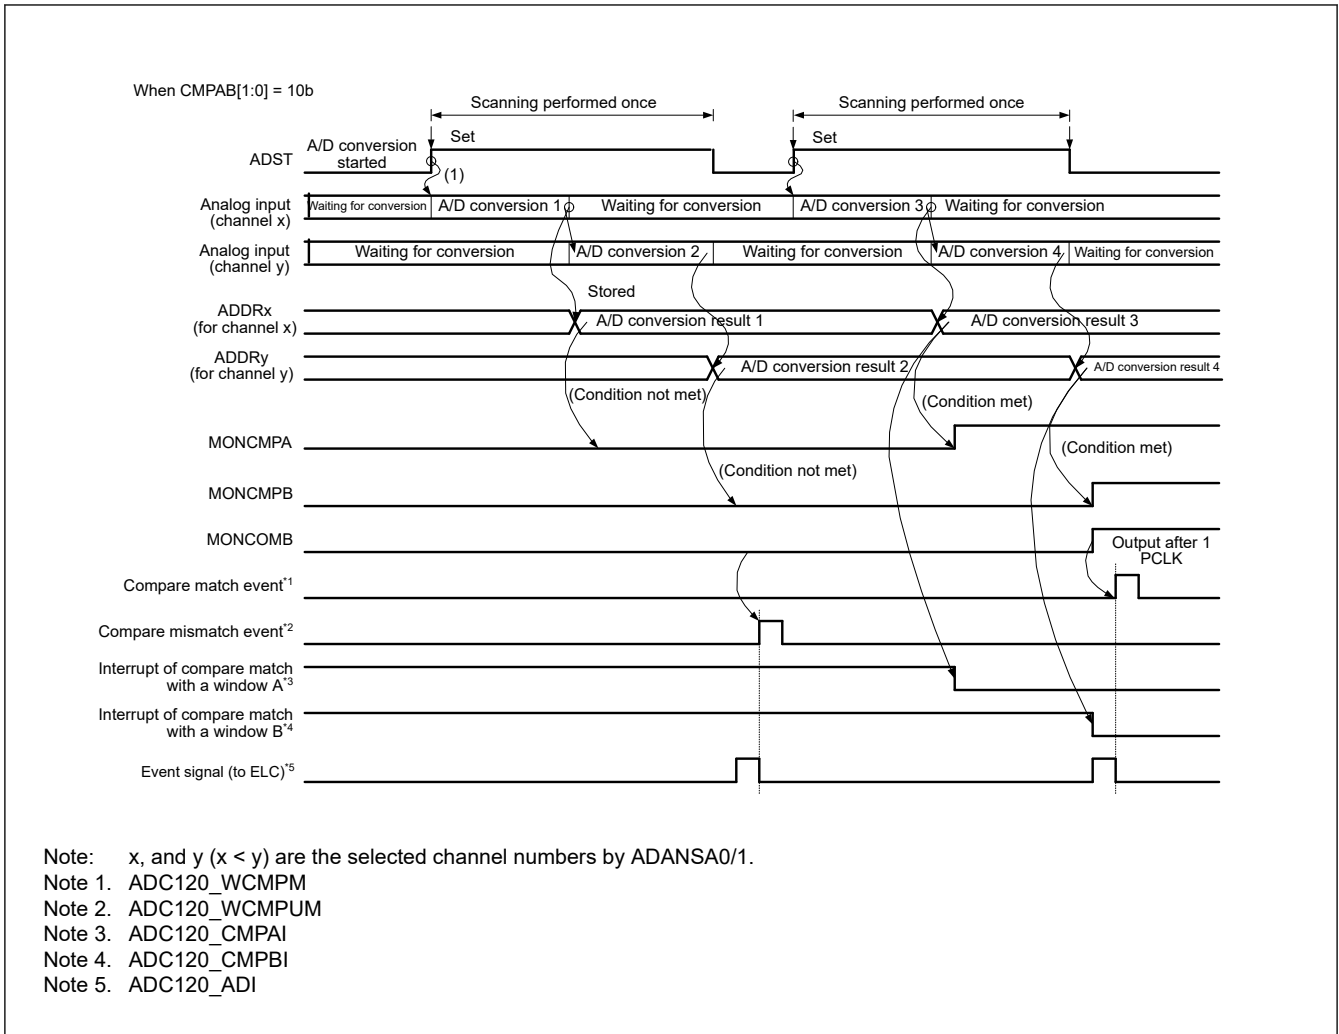 When CMPAB[1:0] = 10b
Scanning performed once
Scanning performed once
ADST
A/D conversion
started
Set
Set
(1)
Analog input
(channel x)
Waiting for conversion
A/D conversion 1
Waiting for conversion
A/D conversion 3
Waiting for conversion
Analog input
(channel y)
Waiting for conversion
A/D conversion 2
Waiting for conversion
A/D conversion 4
Waiting for conversion
Stored
ADDRx
(for channel x)
A/D conversion result 1
A/D conversion result 3
ADDRy
(for channel y)
A/D conversion result 2
A/D conversion result 4
(Condition not met)
(Condition met)
MONCMPA
(Condition met)
(Condition not met)
MONCMPB
MONCOMB
Output after 1
PCLK
Compare match event*1
Compare mismatch event*2
Interrupt of compare match
with a window A*3
Interrupt of compare match
with a window B*4
Event signal (to ELC)*5
Note: x, and y (x < y) are the selected channel numbers by ADANSA0/1.
Note 1. ADC120_WCMPM
Note 2. ADC120_WCMPUM
Note 3. ADC120_CMPAI
Note 4. ADC120_CMPBI
Note 5. ADC120_ADI